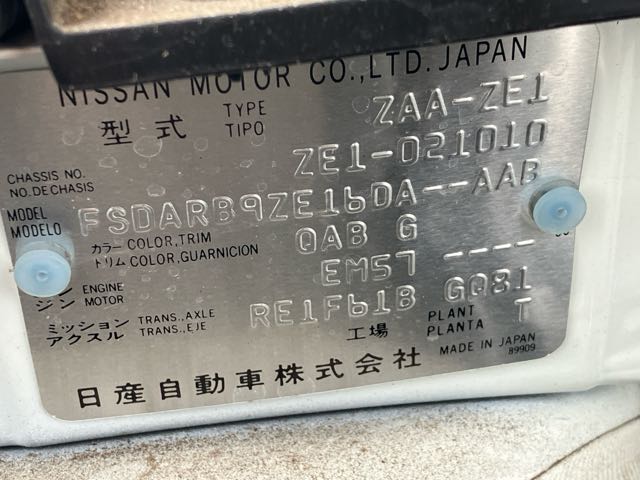 NISSAN MOTOR CO.,LTD. JAPAN
型式 TYPE TIPO ZAA-ZE1
CHASSIS NO. NO. DE CHASIS ZE1-021010
MODEL MODELO FSDARB9ZE16DA--AAB
カラー COLOR,TRIM トリム COLOR,GUARNICION QAB G
ENGINE ジン MOTOR EM57 ----
ミッション TRANS.,AXLE アクスル TRANS.,EJE RE1F61B GQ81
工場 PLANT PLANTA T
日産自動車株式会社 MADE IN JAPAN
89909